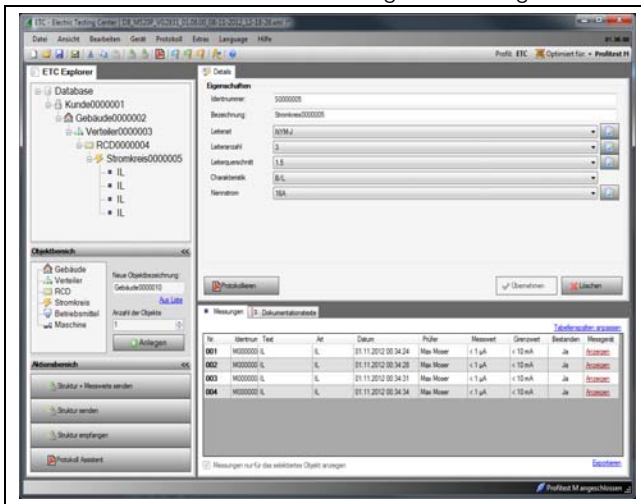 ETC - Electric Testing Center
Datei Ansicht Bearbeiten Gerät Protokoll Extras Language Hilfe
Profil: ETC Optimiert für: Profitest M
ETC Explorer
Database
Kunde0000001
Gebäude0000002
Verteiler0000003
RCD0000004
Stromkreis0000005
IL
IL
IL
IL
Objektbereich <<
Gebäude
Verteiler
RCD
Stromkreis
Betriebsmittel
Maschine
Neue Objektbezeichnung:
Gebäude0000010
Aus Liste
Anzahl der Objekte
1
Anlegen
Aktionsbereich <<
Struktur + Messwerte senden
Struktur senden
Struktur empfangen
Protokoll Assistent
Details
Eigenschaften
Identnummer: S0000005
Bezeichnung: Stromkreis0000005
Leiterart NYM-J
Leiteranzahl 3
Leiterquerschnitt 1.5
Charakteristik B/L
Nennstrom 16A
Protokollieren Übernehmen Löschen
Messungen Dokumentationstexte
Tabellenspalten anpassen
Nr. Identnum Text Art Datum Prüfer Messwert Grenzwert Bestanden Messgerät
001 M000000 IL IL 01.11.2012 00:34:24 Max Moser < 1 µA < 10 mA Ja Anzeigen
002 M000000 IL IL 01.11.2012 00:34:28 Max Moser < 1 µA < 10 mA Ja Anzeigen
003 M000000 IL IL 01.11.2012 00:34:31 Max Moser < 1 µA < 10 mA Ja Anzeigen
004 M000000 IL IL 01.11.2012 00:34:34 Max Moser < 1 µA < 10 mA Ja Anzeigen
Messungen nur für das selektierte Objekt anzeigen Exportieren
Profitest M angeschlossen